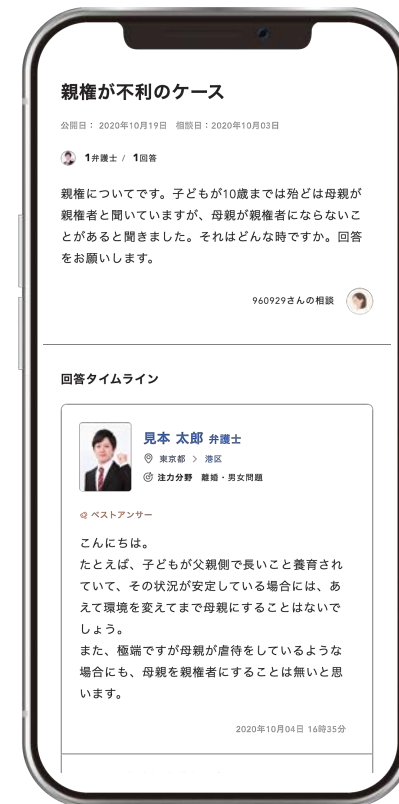 親権が不利のケース
公開日： 2020年10月19日　相談日：2020年10月03日
1弁護士 / 1回答
親権についてです。子どもが10歳までは殆どは母親が
親権者と聞いていますが、母親が親権者にならないこ
とがあると聞きました。それはどんな時ですか。回答
をお願いします。
960929さんの相談
回答タイムライン
見本 太郎 弁護士
東京都 > 港区
注力分野　離婚・男女問題
ベストアンサー
こんにちは。
たとえば、子どもが父親側で長いこと養育され
ていて、その状況が安定している場合には、あ
えて環境を変えてまで母親にすることはないで
しょう。
また、極端ですが母親が虐待をしているような
場合にも、母親を親権者にすることは無いと思
います。
2020年10月04日 16時35分